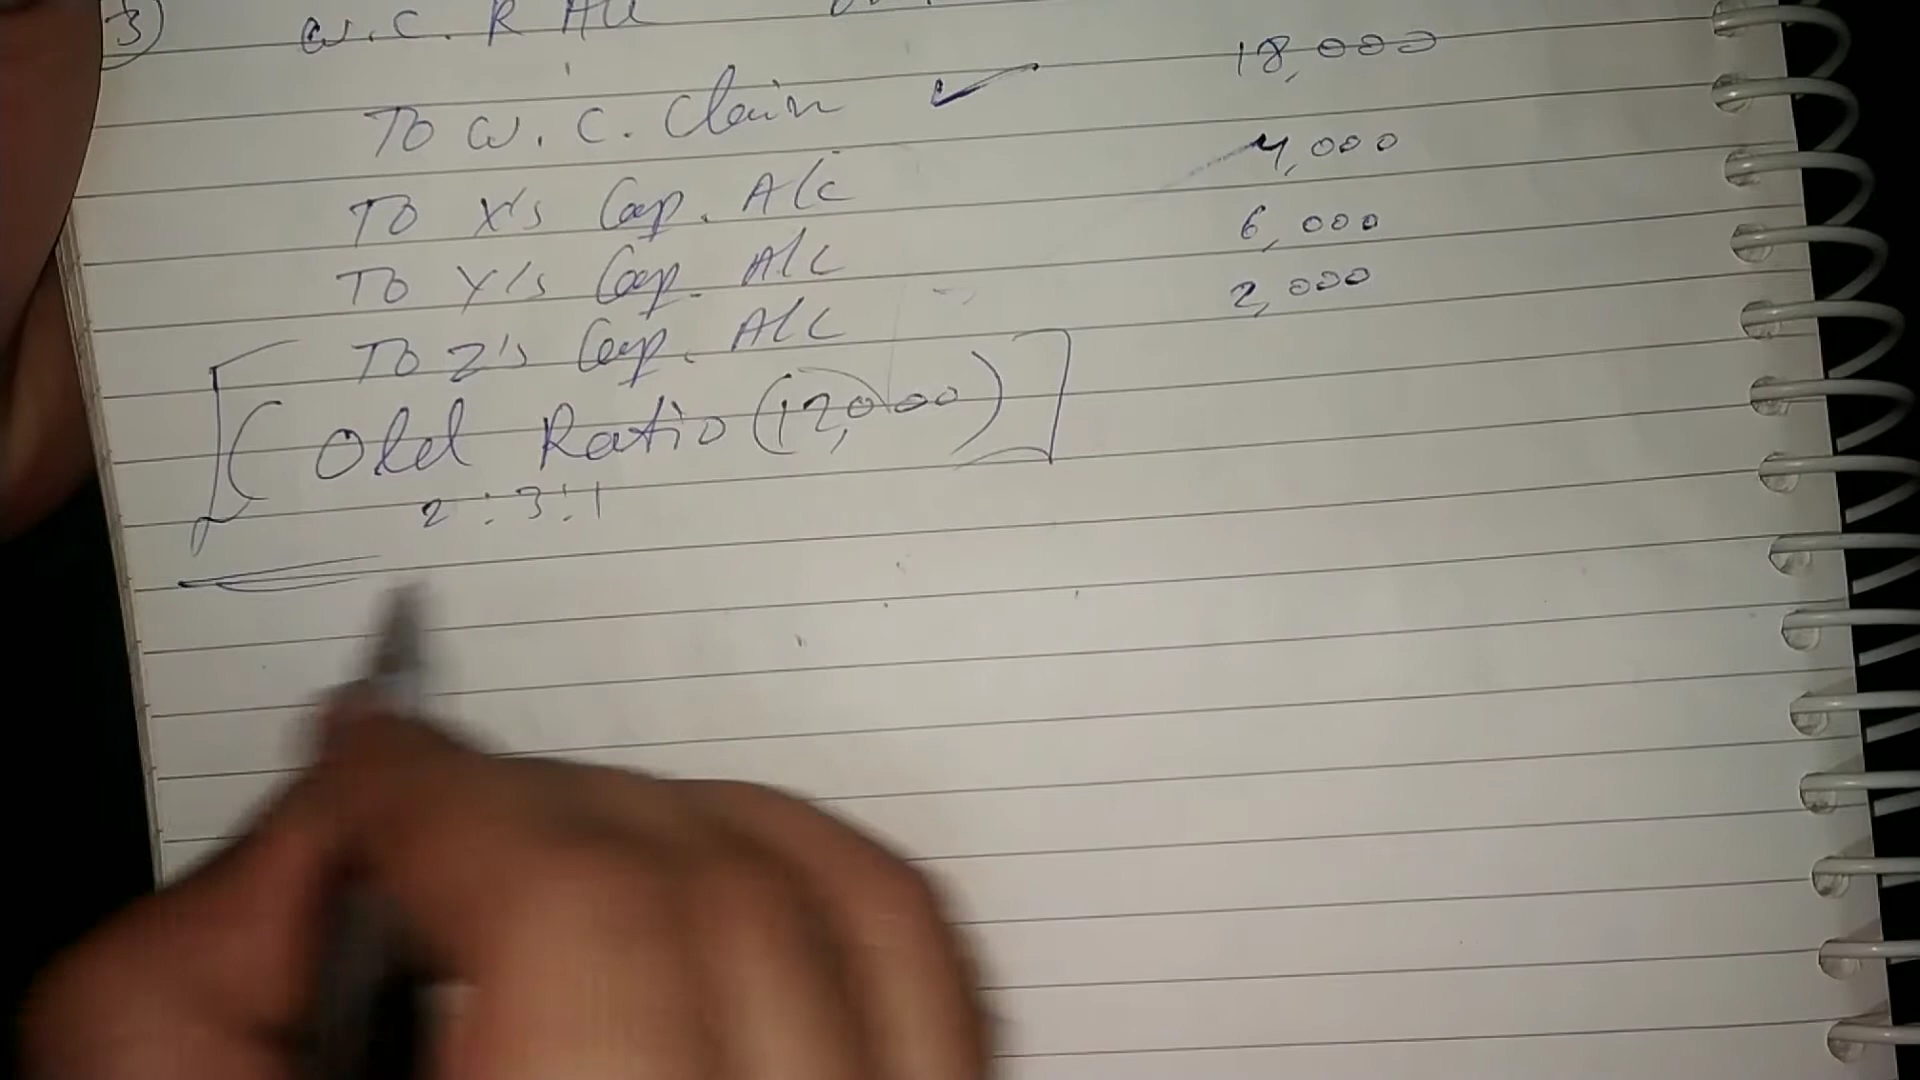 3)
W.C.R A/c
To W.C. Claim ✓ 18,000
To X's Cap. A/c 4,000
To Y's Cap. A/c 6,000
To Z's Cap. A/c 2,000
[(Old Ratio (12,000)]
2:3:1